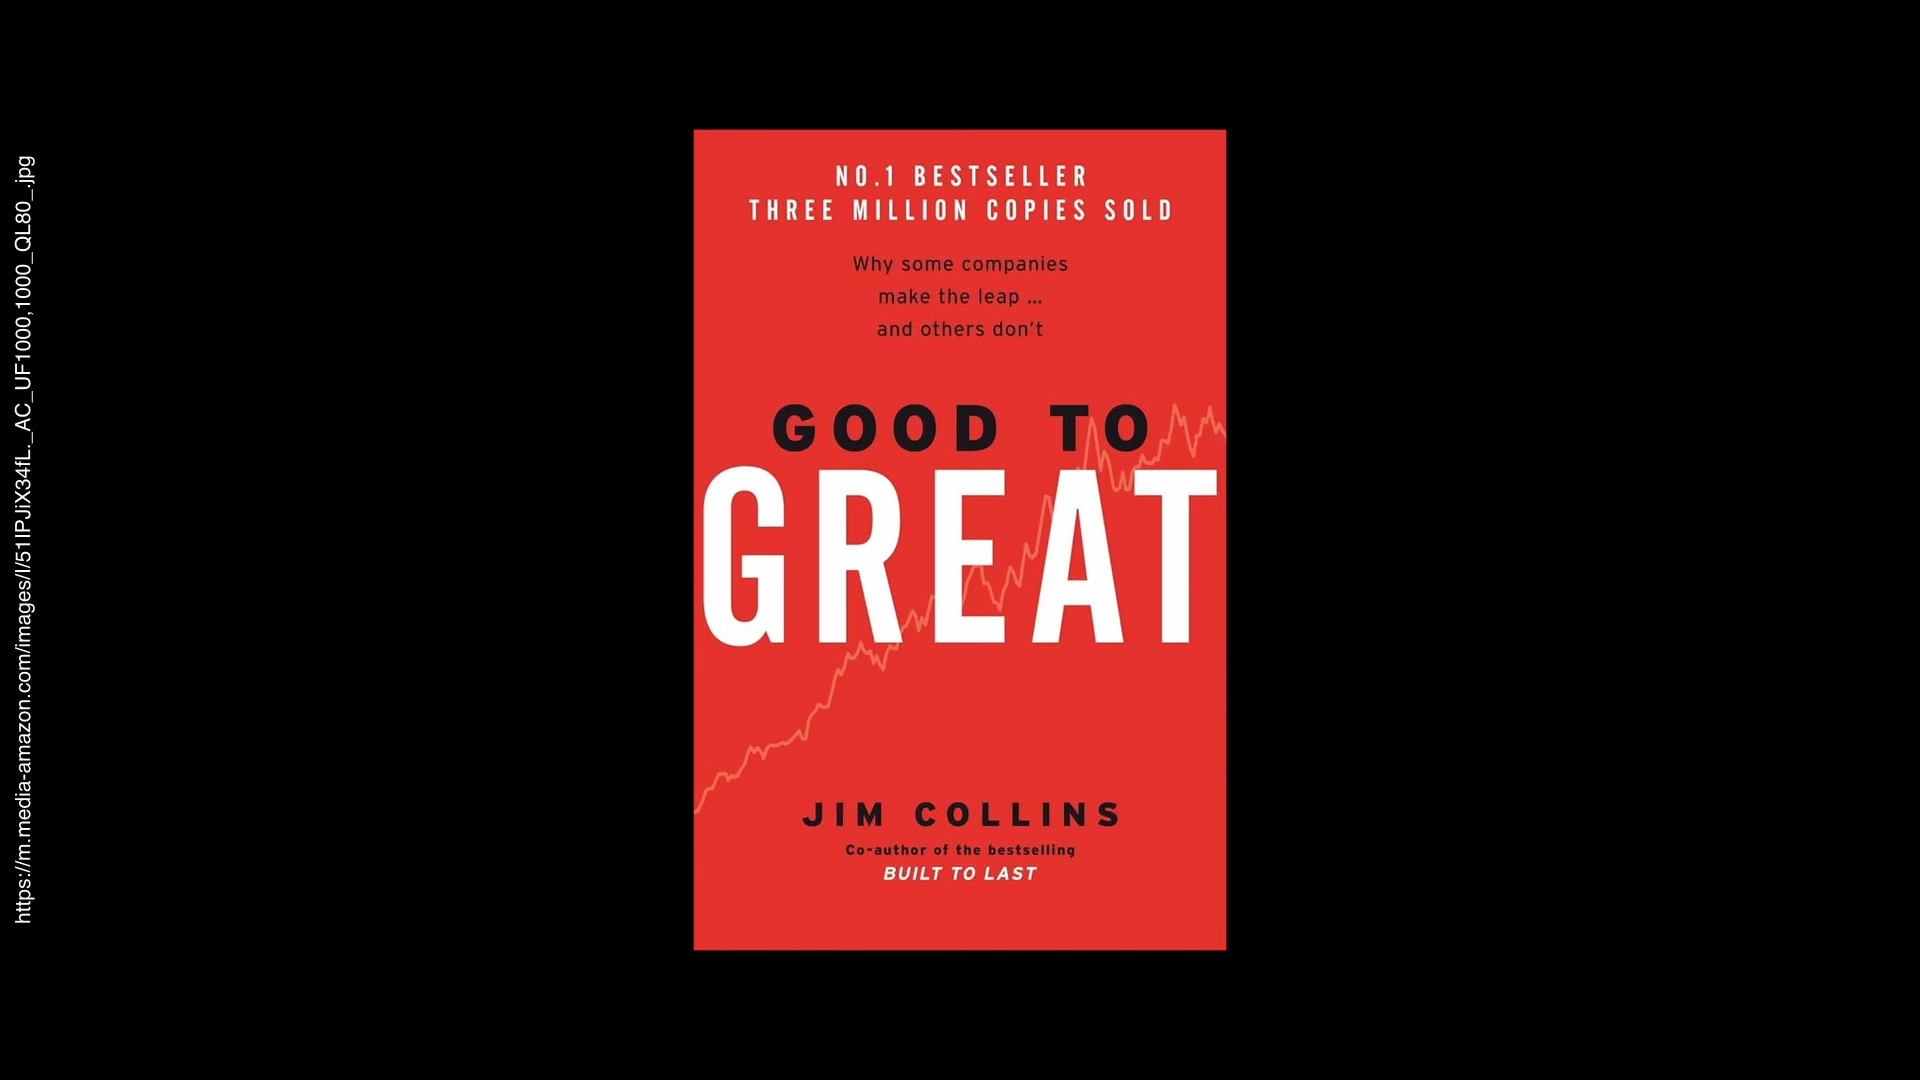 https://m.media-amazon.com/images/I/51IPJiX34fL._AC_UF1000,1000_QL80_.jpg
NO.1 BESTSELLER
THREE MILLION COPIES SOLD
Why some companies
make the leap ...
and others don't
GOOD TO
GREAT
JIM COLLINS
Co-author of the bestselling
BUILT TO LAST